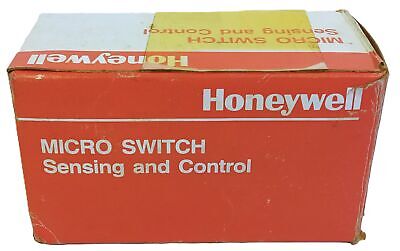 MICRO SWITCH
Sensing and Control
Honeywell
Honeywell
MICRO SWITCH
Sensing and Control